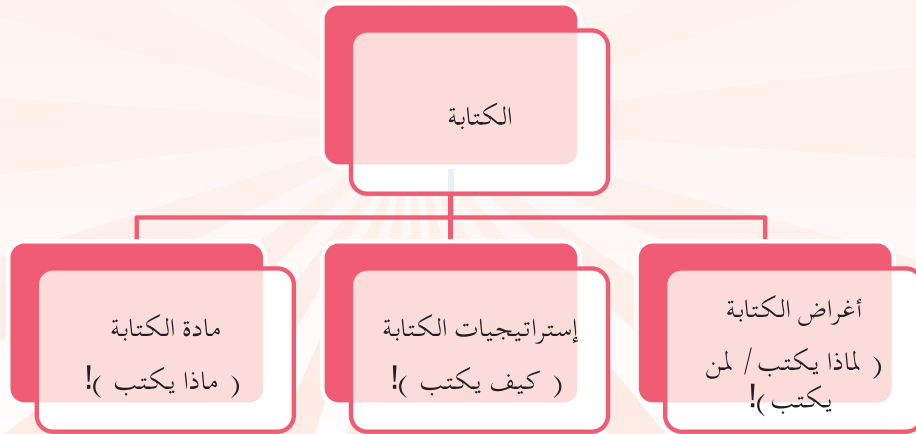 الكتابة
أغراض الكتابة
( لماذا يكتب / لمن
يكتب )!
إستراتيجيات الكتابة
( كيف يكتب )!
مادة الكتابة
( ماذا يكتب )!